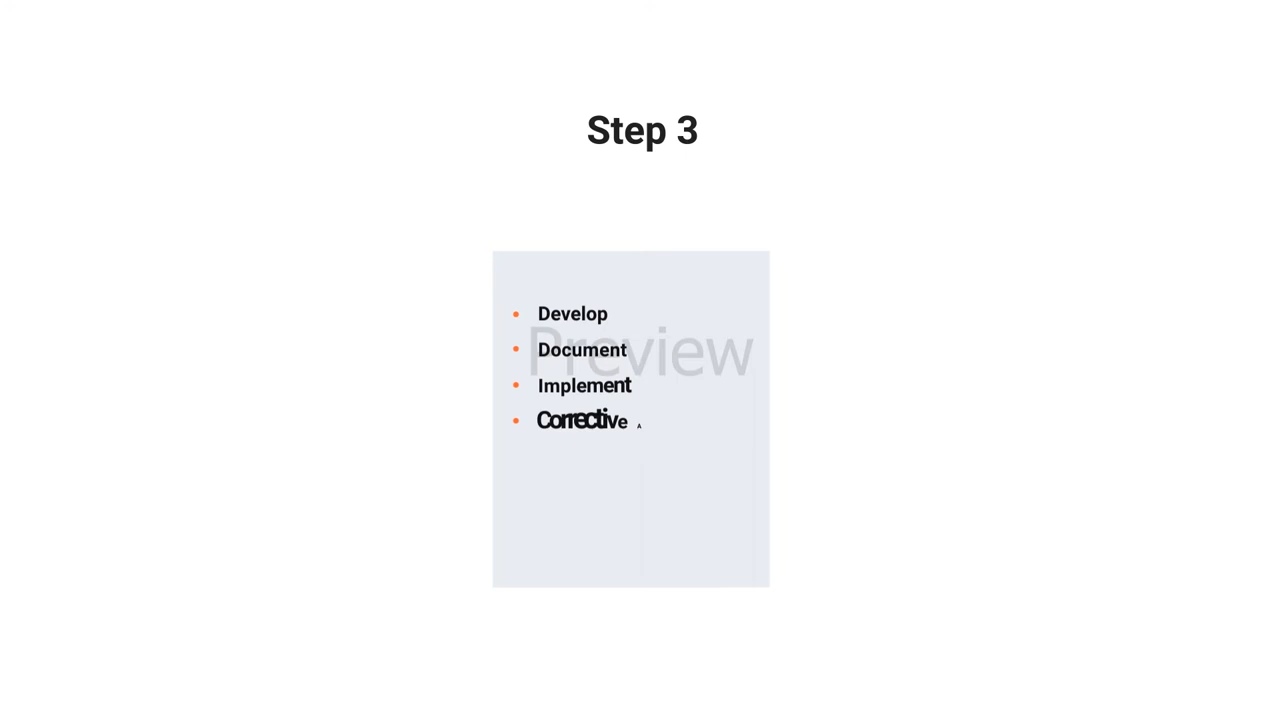 Step 3
Develop
Preview
Document
Implement
Corrective A